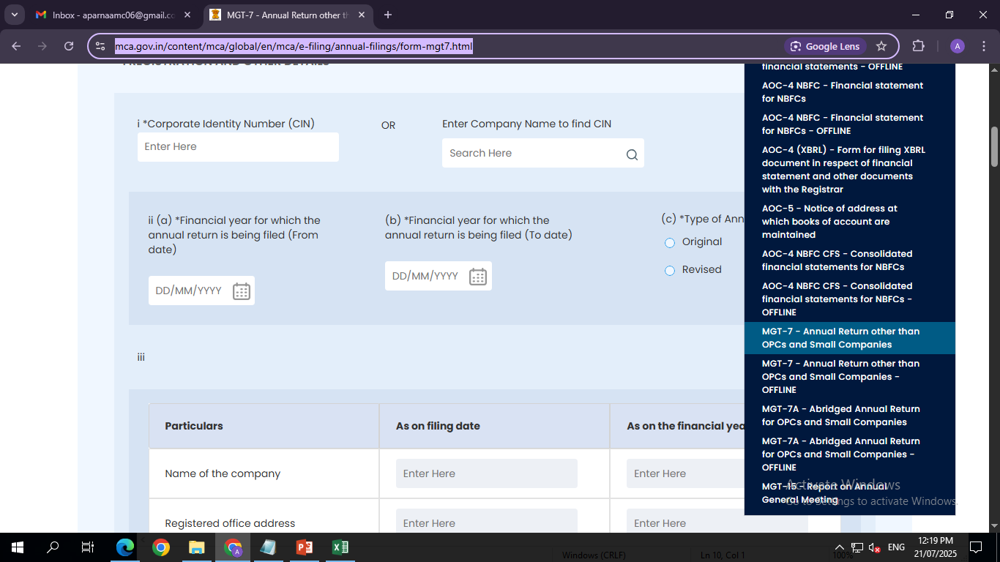 Inbox - aparnaamc06@gmail.co
MGT-7 - Annual Return other th
mca.gov.in/content/mca/global/en/mca/e-filing/annual-filings/form-mgt7.html
Google Lens
A
i *Corporate Identity Number (CIN)
Enter Here
OR
Enter Company Name to find CIN
Search Here
ii (a) *Financial year for which the
annual return is being filed (From
date)
DD/MM/YYYY
(b) *Financial year for which the
annual return is being filed (To date)
DD/MM/YYYY
(c) *Type of Ann
Original
Revised
iii
Particulars
As on filing date
As on the financial yea
Name of the company
Enter Here
Enter Here
Registered office address
Enter Here
Enter Here
financial statements - OFFLINE
AOC-4 NBFC - Financial statement
for NBFCs
AOC-4 NBFC - Financial statement
for NBFCs - OFFLINE
AOC-4 (XBRL) - Form for filing XBRL
document in respect of financial
statement and other documents
with the Registrar
AOC-5 - Notice of address at
which books of account are
maintained
AOC-4 NBFC CFS - Consolidated
financial statements for NBFCs
AOC-4 NBFC CFS - Consolidated
financial statements for NBFCs -
OFFLINE
MGT-7 - Annual Return other than
OPCs and Small Companies
MGT-7 - Annual Return other than
OPCs and Small Companies -
OFFLINE
MGT-7A - Abridged Annual Return
for OPCs and Small Companies
MGT-7A - Abridged Annual Return
for OPCs and Small Companies -
OFFLINE
MGT-15 - Report on Annual
General Meeting
Activate Windows
Go to Settings to activate Windows.
Windows (CRLF)
Ln 10, Col 1
100%
ENG
12:19 PM
21/07/2025